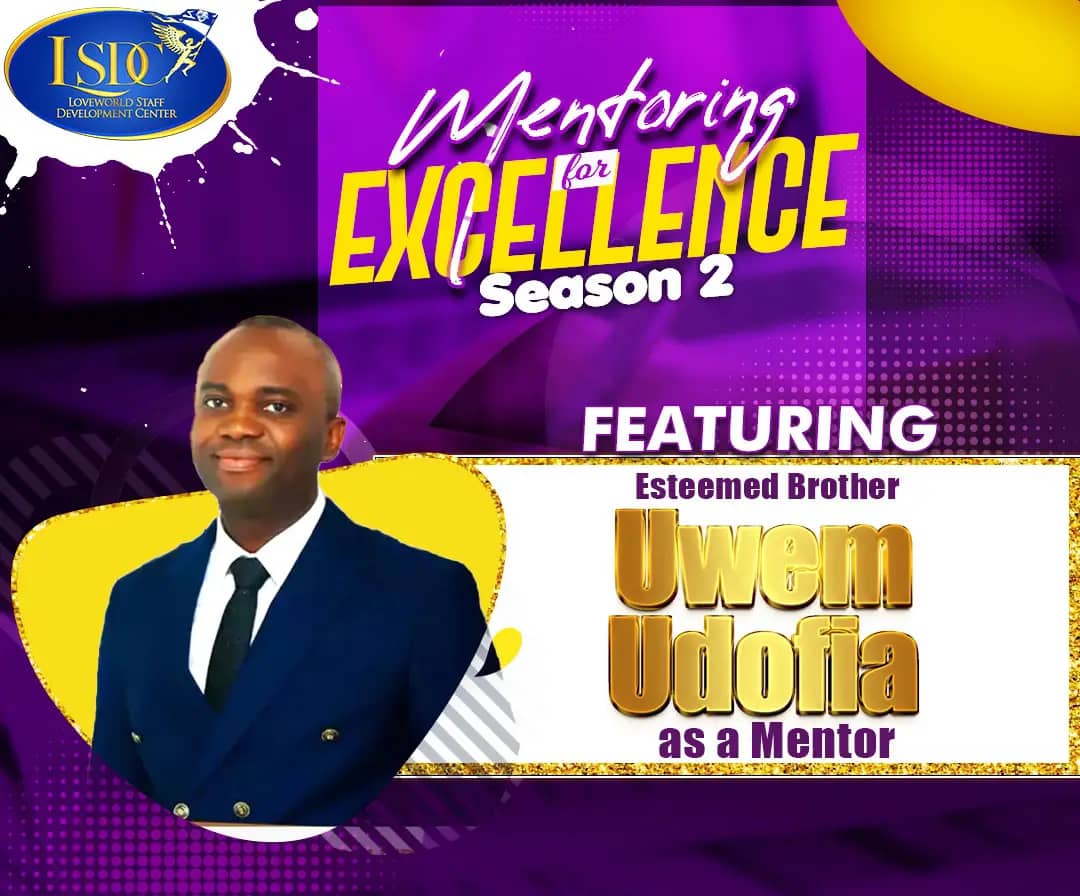 LSDC
LOVEWORLD STAFF
DEVELOPMENT CENTER
Mentoring
for
EXCELLENCE
Season 2
FEATURING
Esteemed Brother
Uwem
Udofia
as a Mentor